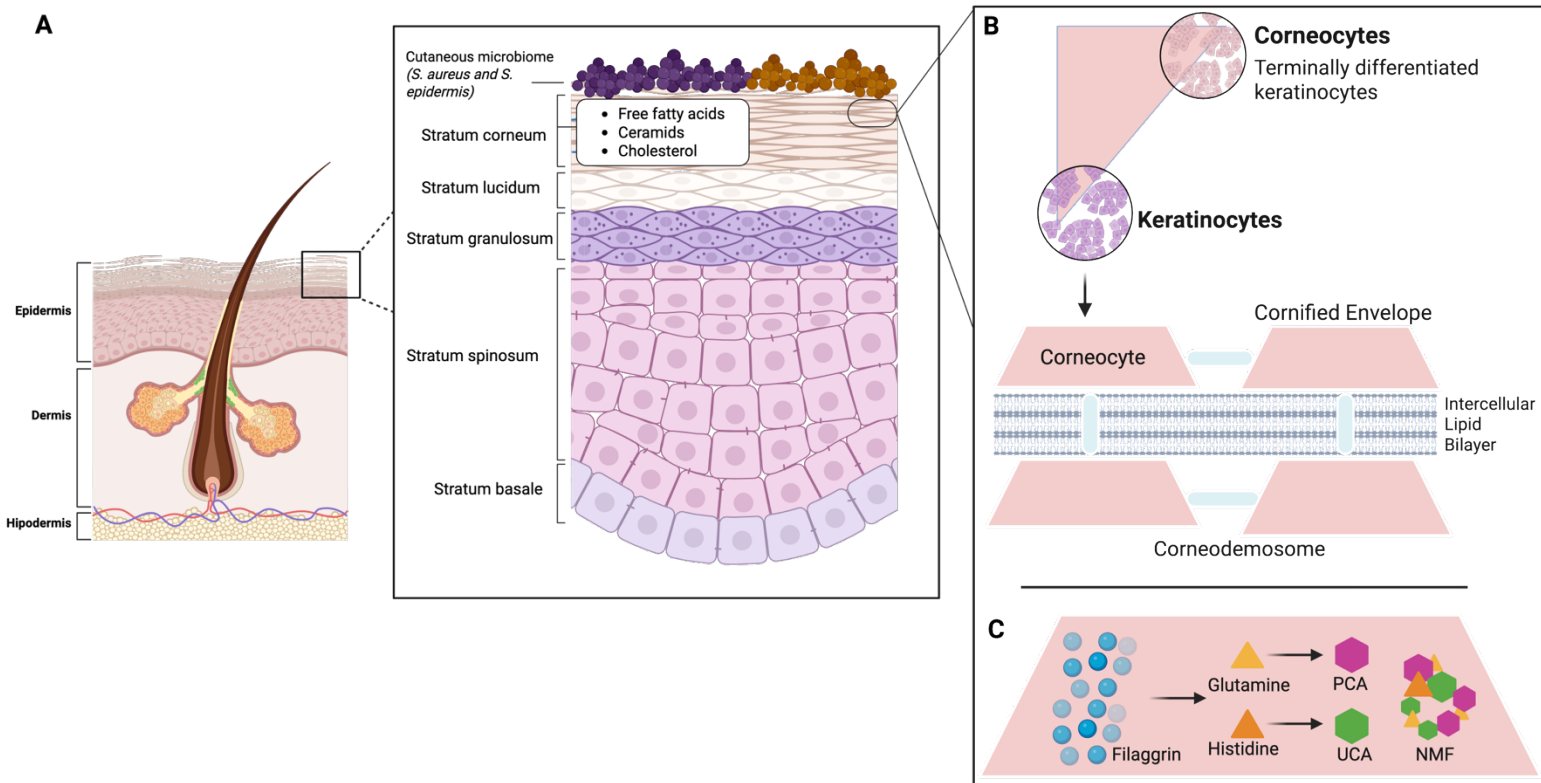 A
Epidermis
Dermis
Hipodermis
Cutaneous microbiome
(S. aureus and S.
epidermis)
Stratum corneum
• Free fatty acids
• Ceramids
• Cholesterol
Stratum lucidum
Stratum granulosum
Stratum spinosum
Stratum basale
B
Corneocytes
Terminally differentiated
keratinocytes
Keratinocytes
Cornified Envelope
Corneocyte
Intercellular
Lipid
Bilayer
Corneodemosome
C
Filaggrin
Glutamine
PCA
Histidine
UCA
NMF